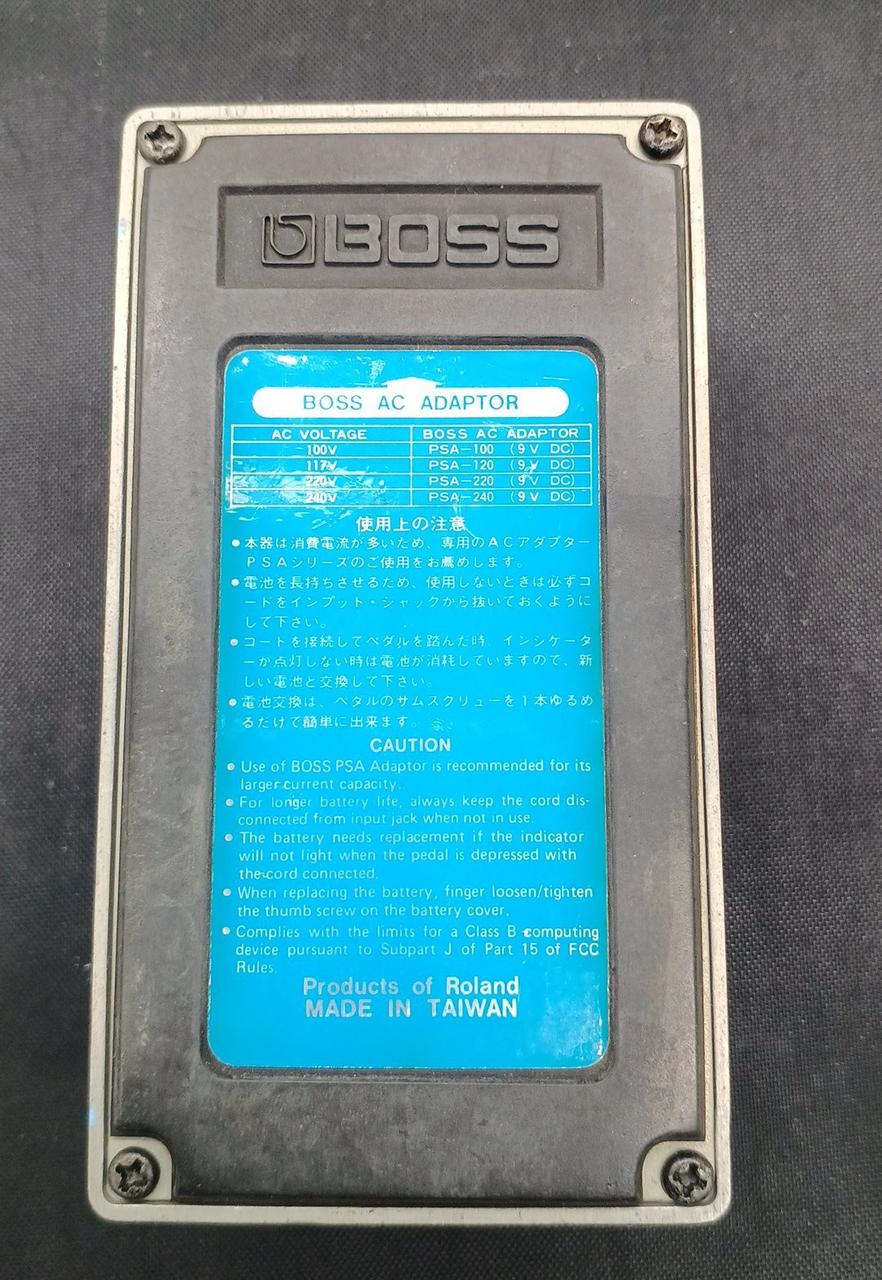 BOSS
BOSS AC ADAPTOR
AC VOLTAGE BOSS AC ADAPTOR
100V PSA-100 (9V DC)
117V PSA-120 (9V DC)
220V PSA-220 (9V DC)
240V PSA-240 (9V DC)
使用上の注意
●本器は消費電流が多いため、専用のACアダプター
PSAシリーズのご使用をお薦めします。
●電池を長持ちさせるため、使用しないときは必ずコ
ードをインプット・ジャックから抜いておくように
して下さい。
●コードを接続してペダルを踏んだ時、インジケータ
ーが点灯しない時は電池が消耗していますので、新
しい電池と交換して下さい。
●電池交換は、ペダルのサムスクリューを1本ゆるめ
るだけで簡単に出来ます。
CAUTION
● Use of BOSS PSA Adaptor is recommended for its
larger current capacity.
● For longer battery life, always keep the cord dis-
connected from input jack when not in use.
● The battery needs replacement if the indicator
will not light when the pedal is depressed with
the cord connected.
● When replacing the battery, finger loosen/tighten
the thumb screw on the battery cover.
● Complies with the limits for a Class B computing
device pursuant to Subpart J of Part 15 of FCC
Rules.
Products of Roland
MADE IN TAIWAN